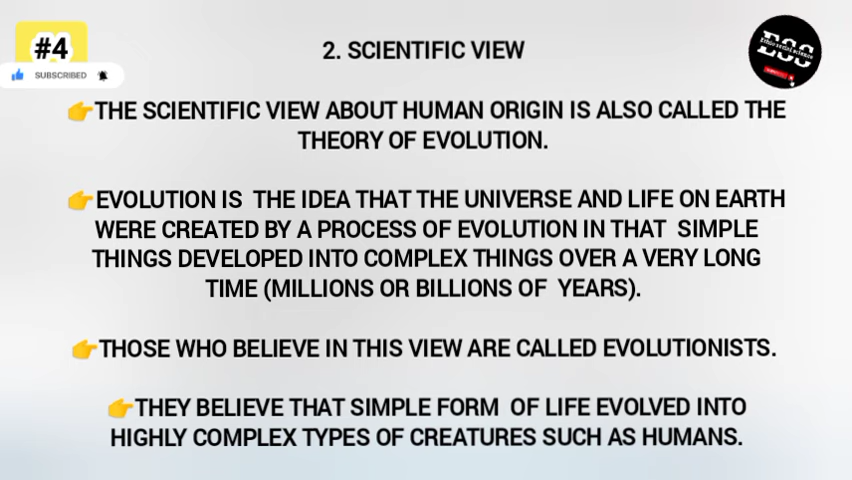 #4
SUBSCRIBED
2. SCIENTIFIC VIEW
ESS
👉THE SCIENTIFIC VIEW ABOUT HUMAN ORIGIN IS ALSO CALLED THE
THEORY OF EVOLUTION.
👉EVOLUTION IS THE IDEA THAT THE UNIVERSE AND LIFE ON EARTH
WERE CREATED BY A PROCESS OF EVOLUTION IN THAT SIMPLE
THINGS DEVELOPED INTO COMPLEX THINGS OVER A VERY LONG
TIME (MILLIONS OR BILLIONS OF YEARS).
👉THOSE WHO BELIEVE IN THIS VIEW ARE CALLED EVOLUTIONISTS.
👉THEY BELIEVE THAT SIMPLE FORM OF LIFE EVOLVED INTO
HIGHLY COMPLEX TYPES OF CREATURES SUCH AS HUMANS.